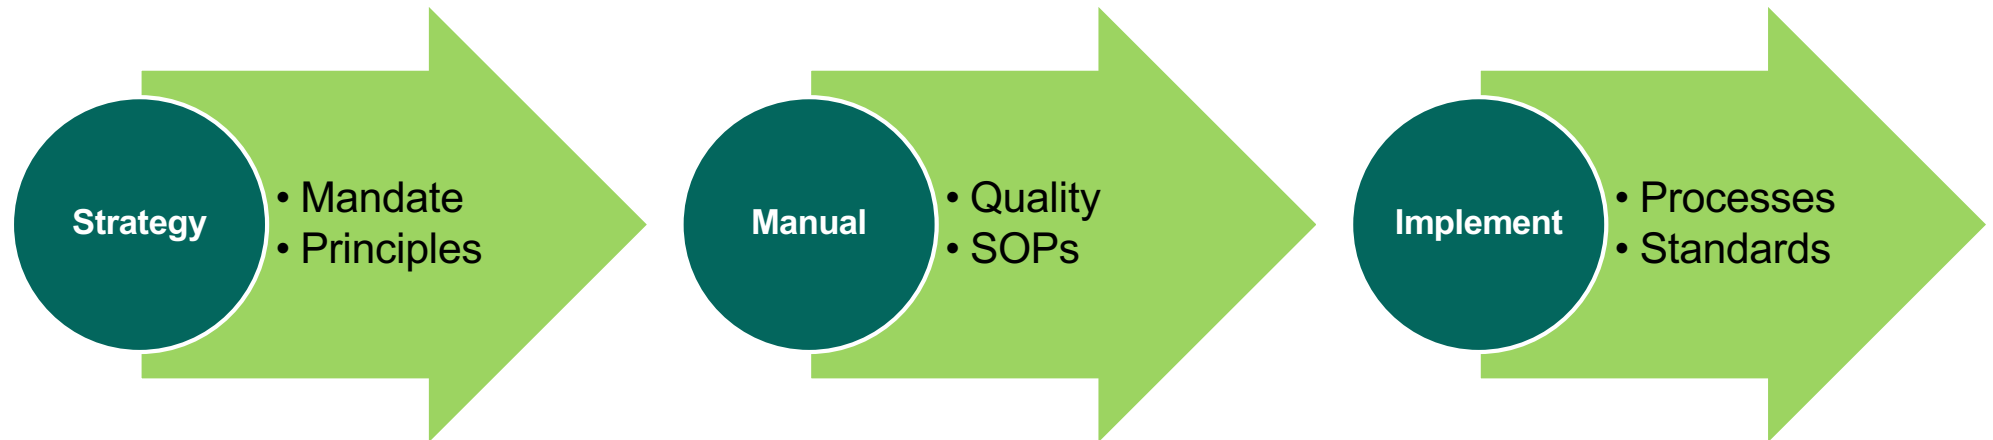 Strategy
• Mandate
• Principles
Manual
• Quality
• SOPs
Implement
• Processes
• Standards